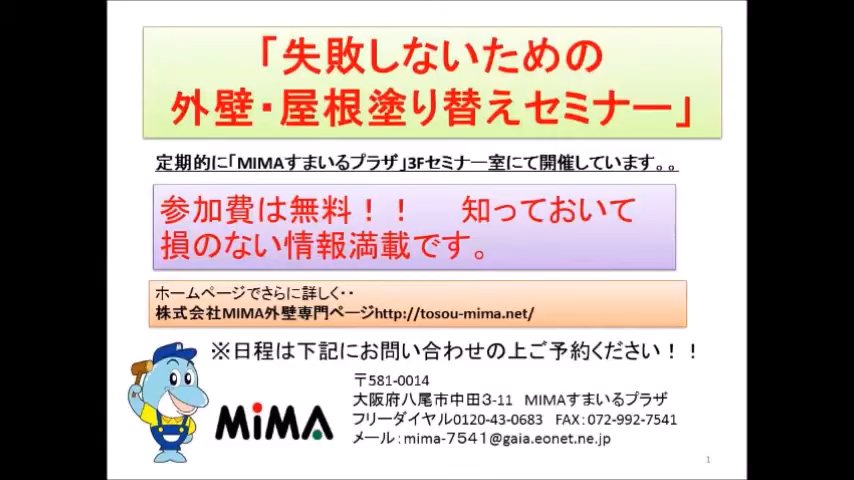 「失敗しないための
外壁・屋根塗り替えセミナー」
定期的に「MIMAすまいるプラザ」3Fセミナー室にて開催しています。。
参加費は無料！！　知っておいて
損のない情報満載です。
ホームページでさらに詳しく・・
株式会社MIMA外壁専門ページhttp://tosou-mima.net/
※日程は下記にお問い合わせの上ご予約ください！！
〒581-0014
大阪府八尾市中田3-11　MIMAすまいるプラザ
フリーダイヤル0120-43-0683　FAX：072-992-7541
メール：mima-7541@gaia.eonet.ne.jp
MiMA
1